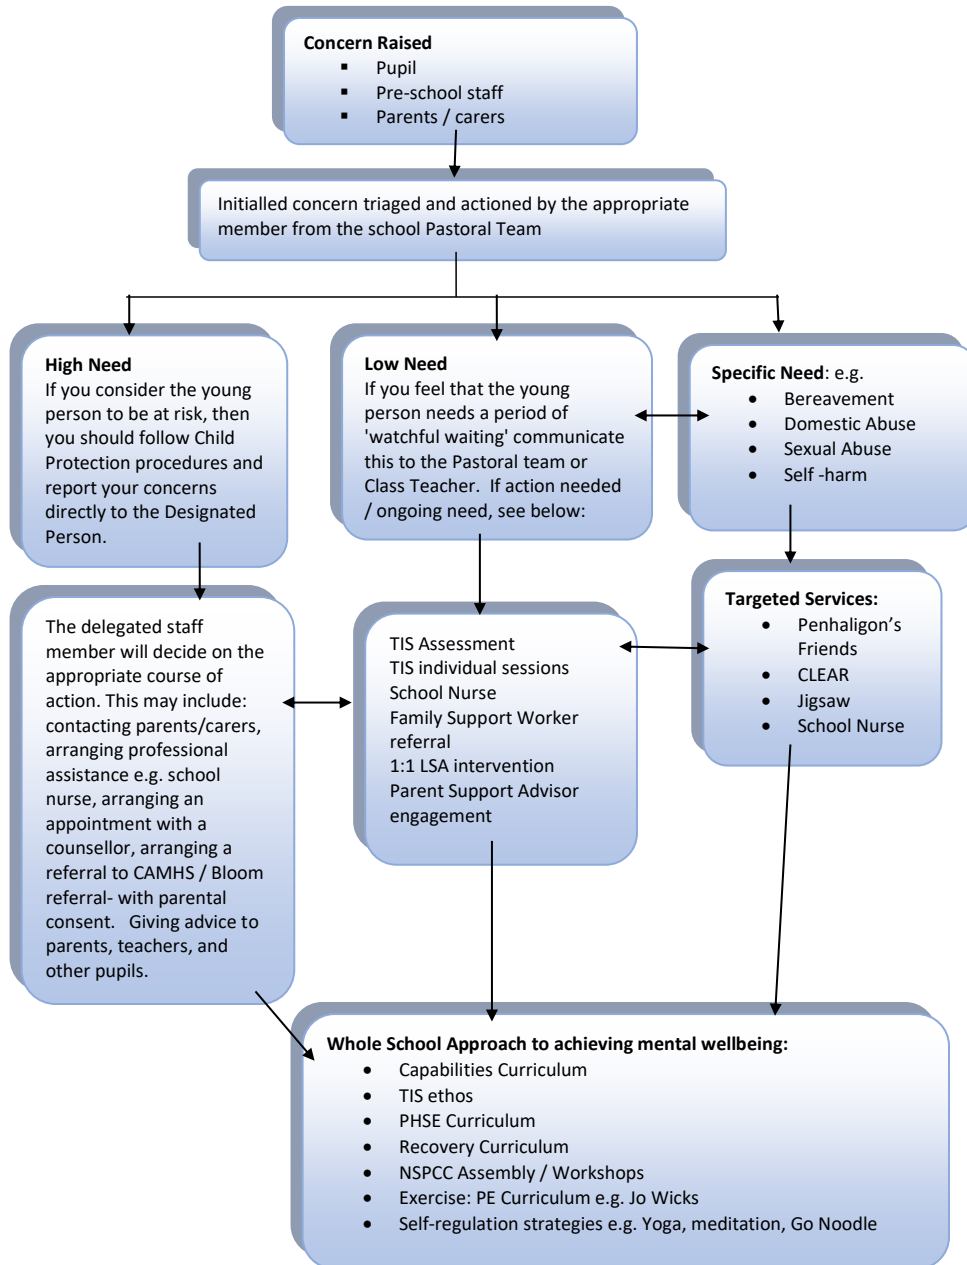 Concern Raised
▪ Pupil
▪ Pre-school staff
▪ Parents / carers
Initialled concern triaged and actioned by the appropriate
member from the school Pastoral Team
High Need
If you consider the young
person to be at risk, then
you should follow Child
Protection procedures and
report your concerns
directly to the Designated
Person.
Low Need
If you feel that the young
person needs a period of
'watchful waiting' communicate
this to the Pastoral team or
Class Teacher.  If action needed
/ ongoing need, see below:
Specific Need: e.g.
• Bereavement
• Domestic Abuse
• Sexual Abuse
• Self -harm
The delegated staff
member will decide on the
appropriate course of
action. This may include:
contacting parents/carers,
arranging professional
assistance e.g. school
nurse, arranging an
appointment with a
counsellor, arranging a
referral to CAMHS / Bloom
referral- with parental
consent.   Giving advice to
parents, teachers, and
other pupils.
TIS Assessment
TIS individual sessions
School Nurse
Family Support Worker
referral
1:1 LSA intervention
Parent Support Advisor
engagement
Targeted Services:
• Penhaligon’s
Friends
• CLEAR
• Jigsaw
• School Nurse
Whole School Approach to achieving mental wellbeing:
• Capabilities Curriculum
• TIS ethos
• PHSE Curriculum
• Recovery Curriculum
• NSPCC Assembly / Workshops
• Exercise: PE Curriculum e.g. Jo Wicks
• Self-regulation strategies e.g. Yoga, meditation, Go Noodle